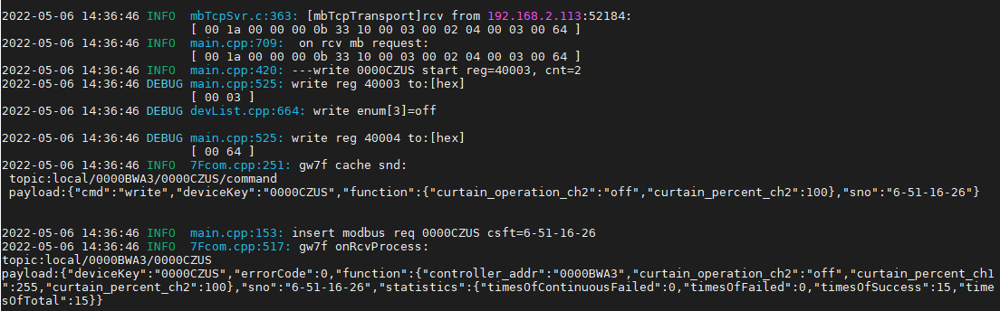 2022-05-06 14:36:46 INFO  mbTcpSvr.c:363: [mbTcpTransport]rcv from 192.168.2.113:52184:
[ 00 1a 00 00 00 0b 33 10 00 03 00 02 04 00 03 00 64 ]
2022-05-06 14:36:46 INFO  main.cpp:709:  on rcv mb request:
[ 00 1a 00 00 00 0b 33 10 00 03 00 02 04 00 03 00 64 ]
2022-05-06 14:36:46 INFO  main.cpp:420: ---write 0000CZUS start reg=40003, cnt=2
2022-05-06 14:36:46 DEBUG main.cpp:525: write reg 40003 to:[hex]
[ 00 03 ]
2022-05-06 14:36:46 DEBUG devList.cpp:664: write enum[3]=off
2022-05-06 14:36:46 DEBUG main.cpp:525: write reg 40004 to:[hex]
[ 00 64 ]
2022-05-06 14:36:46 INFO  7Fcom.cpp:251: gw7f cache snd:
topic:local/0000BWA3/0000CZUS/command
payload:{"cmd":"write","deviceKey":"0000CZUS","function":{"curtain_operation_ch2":"off","curtain_percent_ch2":100},"sno":"6-51-16-26"}
2022-05-06 14:36:46 INFO  main.cpp:153: insert modbus req 0000CZUS csft=6-51-16-26
2022-05-06 14:36:46 INFO  7Fcom.cpp:517: gw7f onRcvProcess:
topic:local/0000BWA3/0000CZUS
payload:{"deviceKey":"0000CZUS","errorCode":0,"function":{"controller_addr":"0000BWA3","curtain_operation_ch2":"off","curtain_percent_ch1
":255,"curtain_percent_ch2":100},"sno":"6-51-16-26","statistics":{"timesOfContinuousFailed":0,"timesOfFailed":0,"timesOfSuccess":15,"time
sOfTotal":15}}